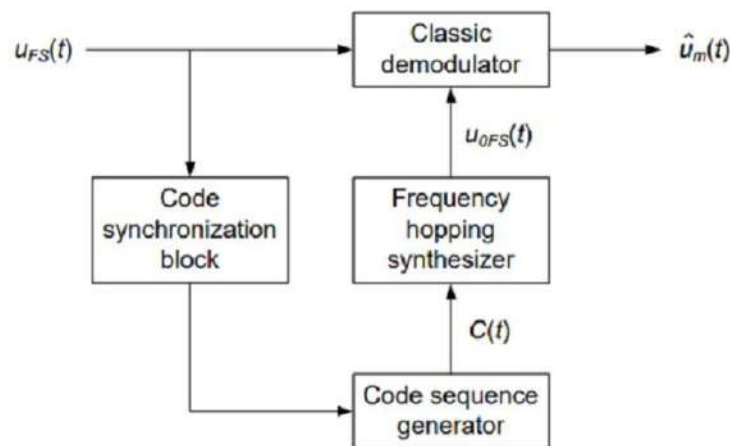 u_FS(t)
Classic
demodulator
û_m(t)
u_0FS(t)
Code
synchronization
block
Frequency
hopping
synthesizer
C(t)
Code sequence
generator